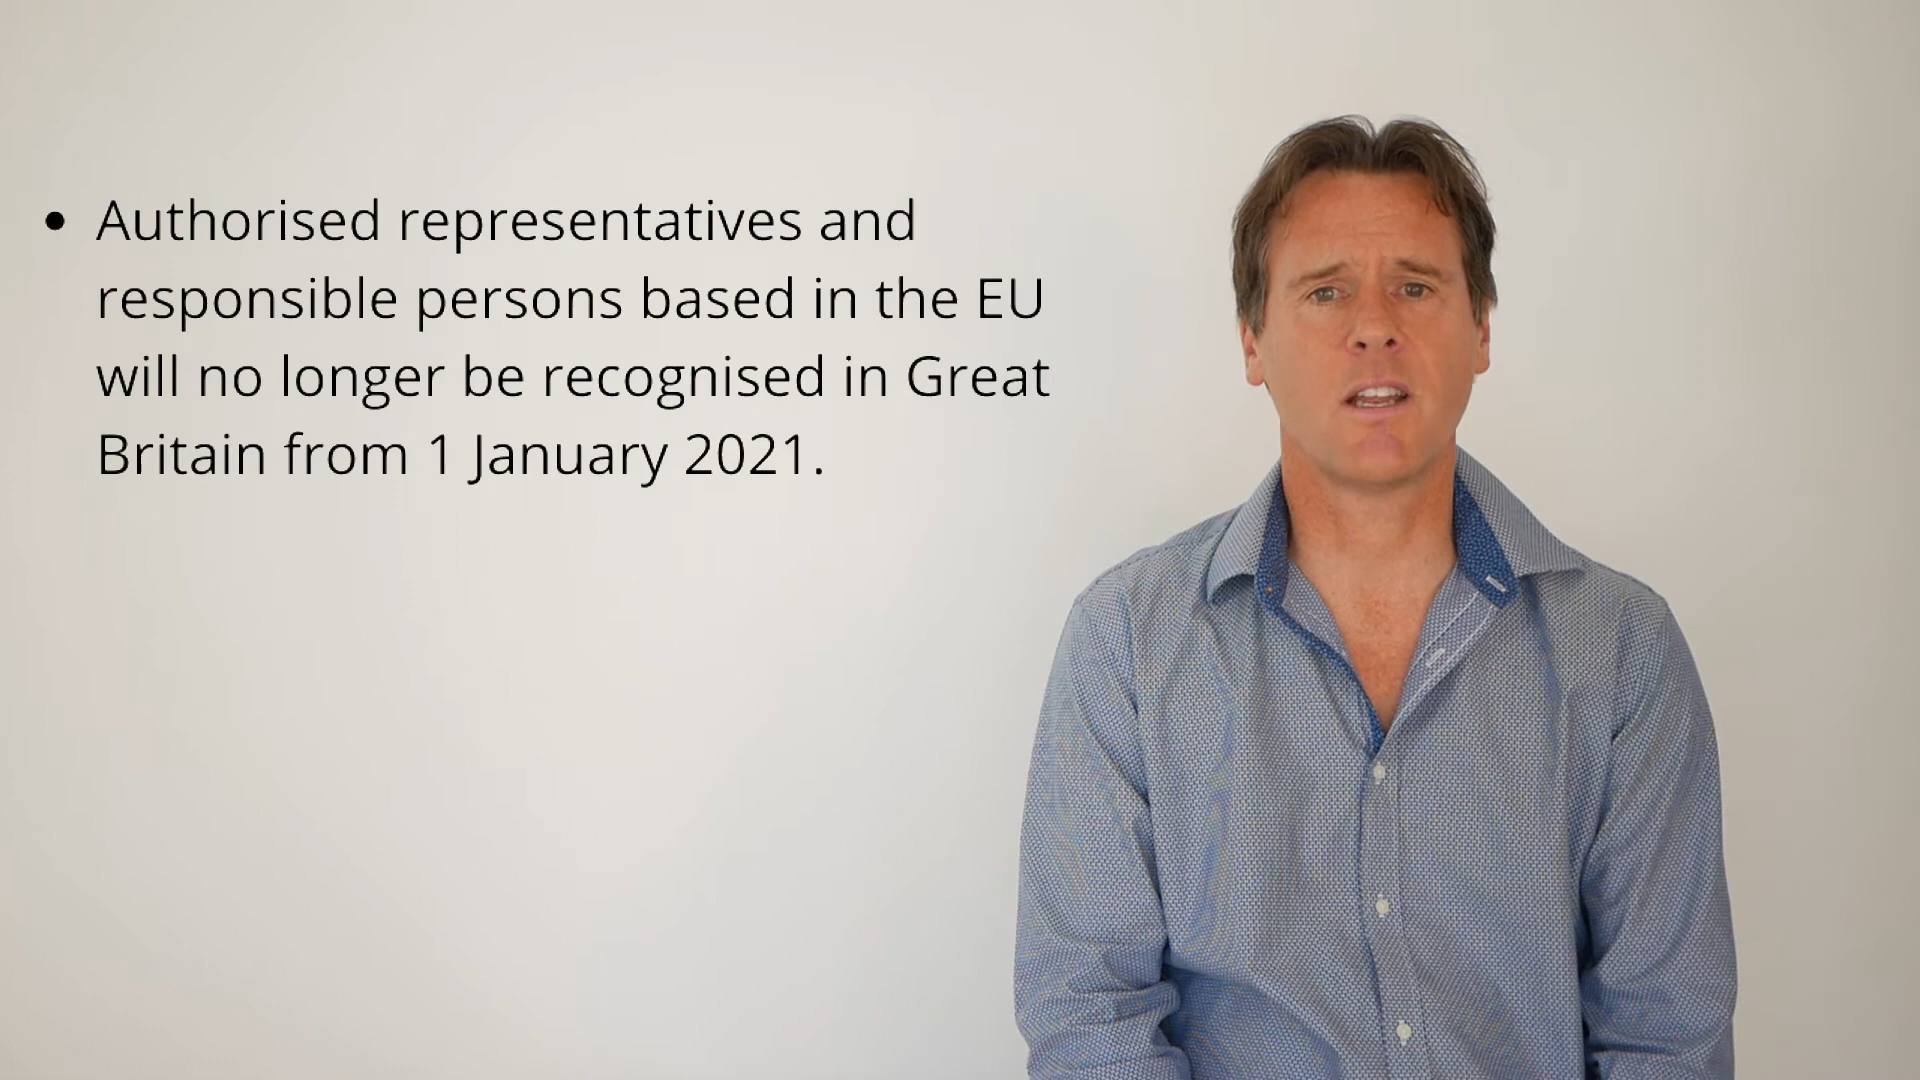 • Authorised representatives and
responsible persons based in the EU
will no longer be recognised in Great
Britain from 1 January 2021.